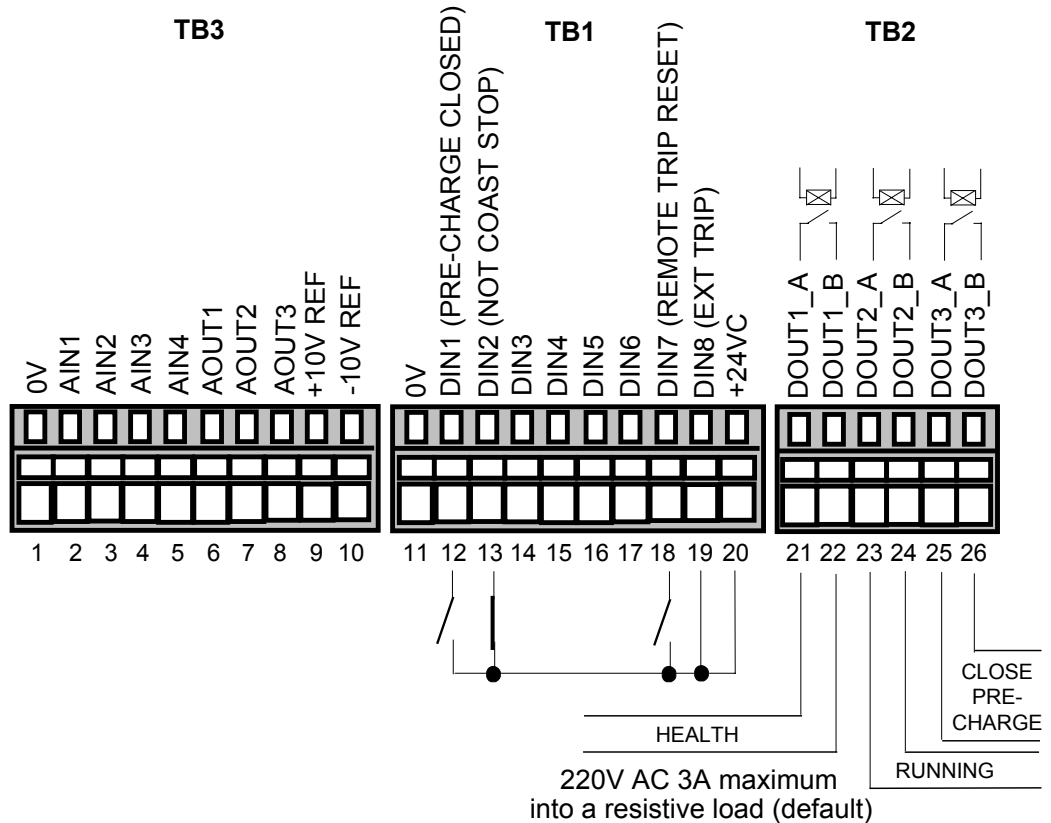 TB3
TB1
TB2
0V
AIN1
AIN2
AIN3
AIN4
AOUT1
AOUT2
AOUT3
+10V REF
-10V REF
0V
DIN1 (PRE-CHARGE CLOSED)
DIN2 (NOT COAST STOP)
DIN3
DIN4
DIN5
DIN6
DIN7 (REMOTE TRIP RESET)
DIN8 (EXT TRIP)
+24VC
DOUT1_A
DOUT1_B
DOUT2_A
DOUT2_B
DOUT3_A
DOUT3_B
1 2 3 4 5 6 7 8 9 10
11 12 13 14 15 16 17 18 19 20
21 22 23 24 25 26
CLOSE
PRE-
CHARGE
HEALTH
RUNNING
220V AC 3A maximum
into a resistive load (default)